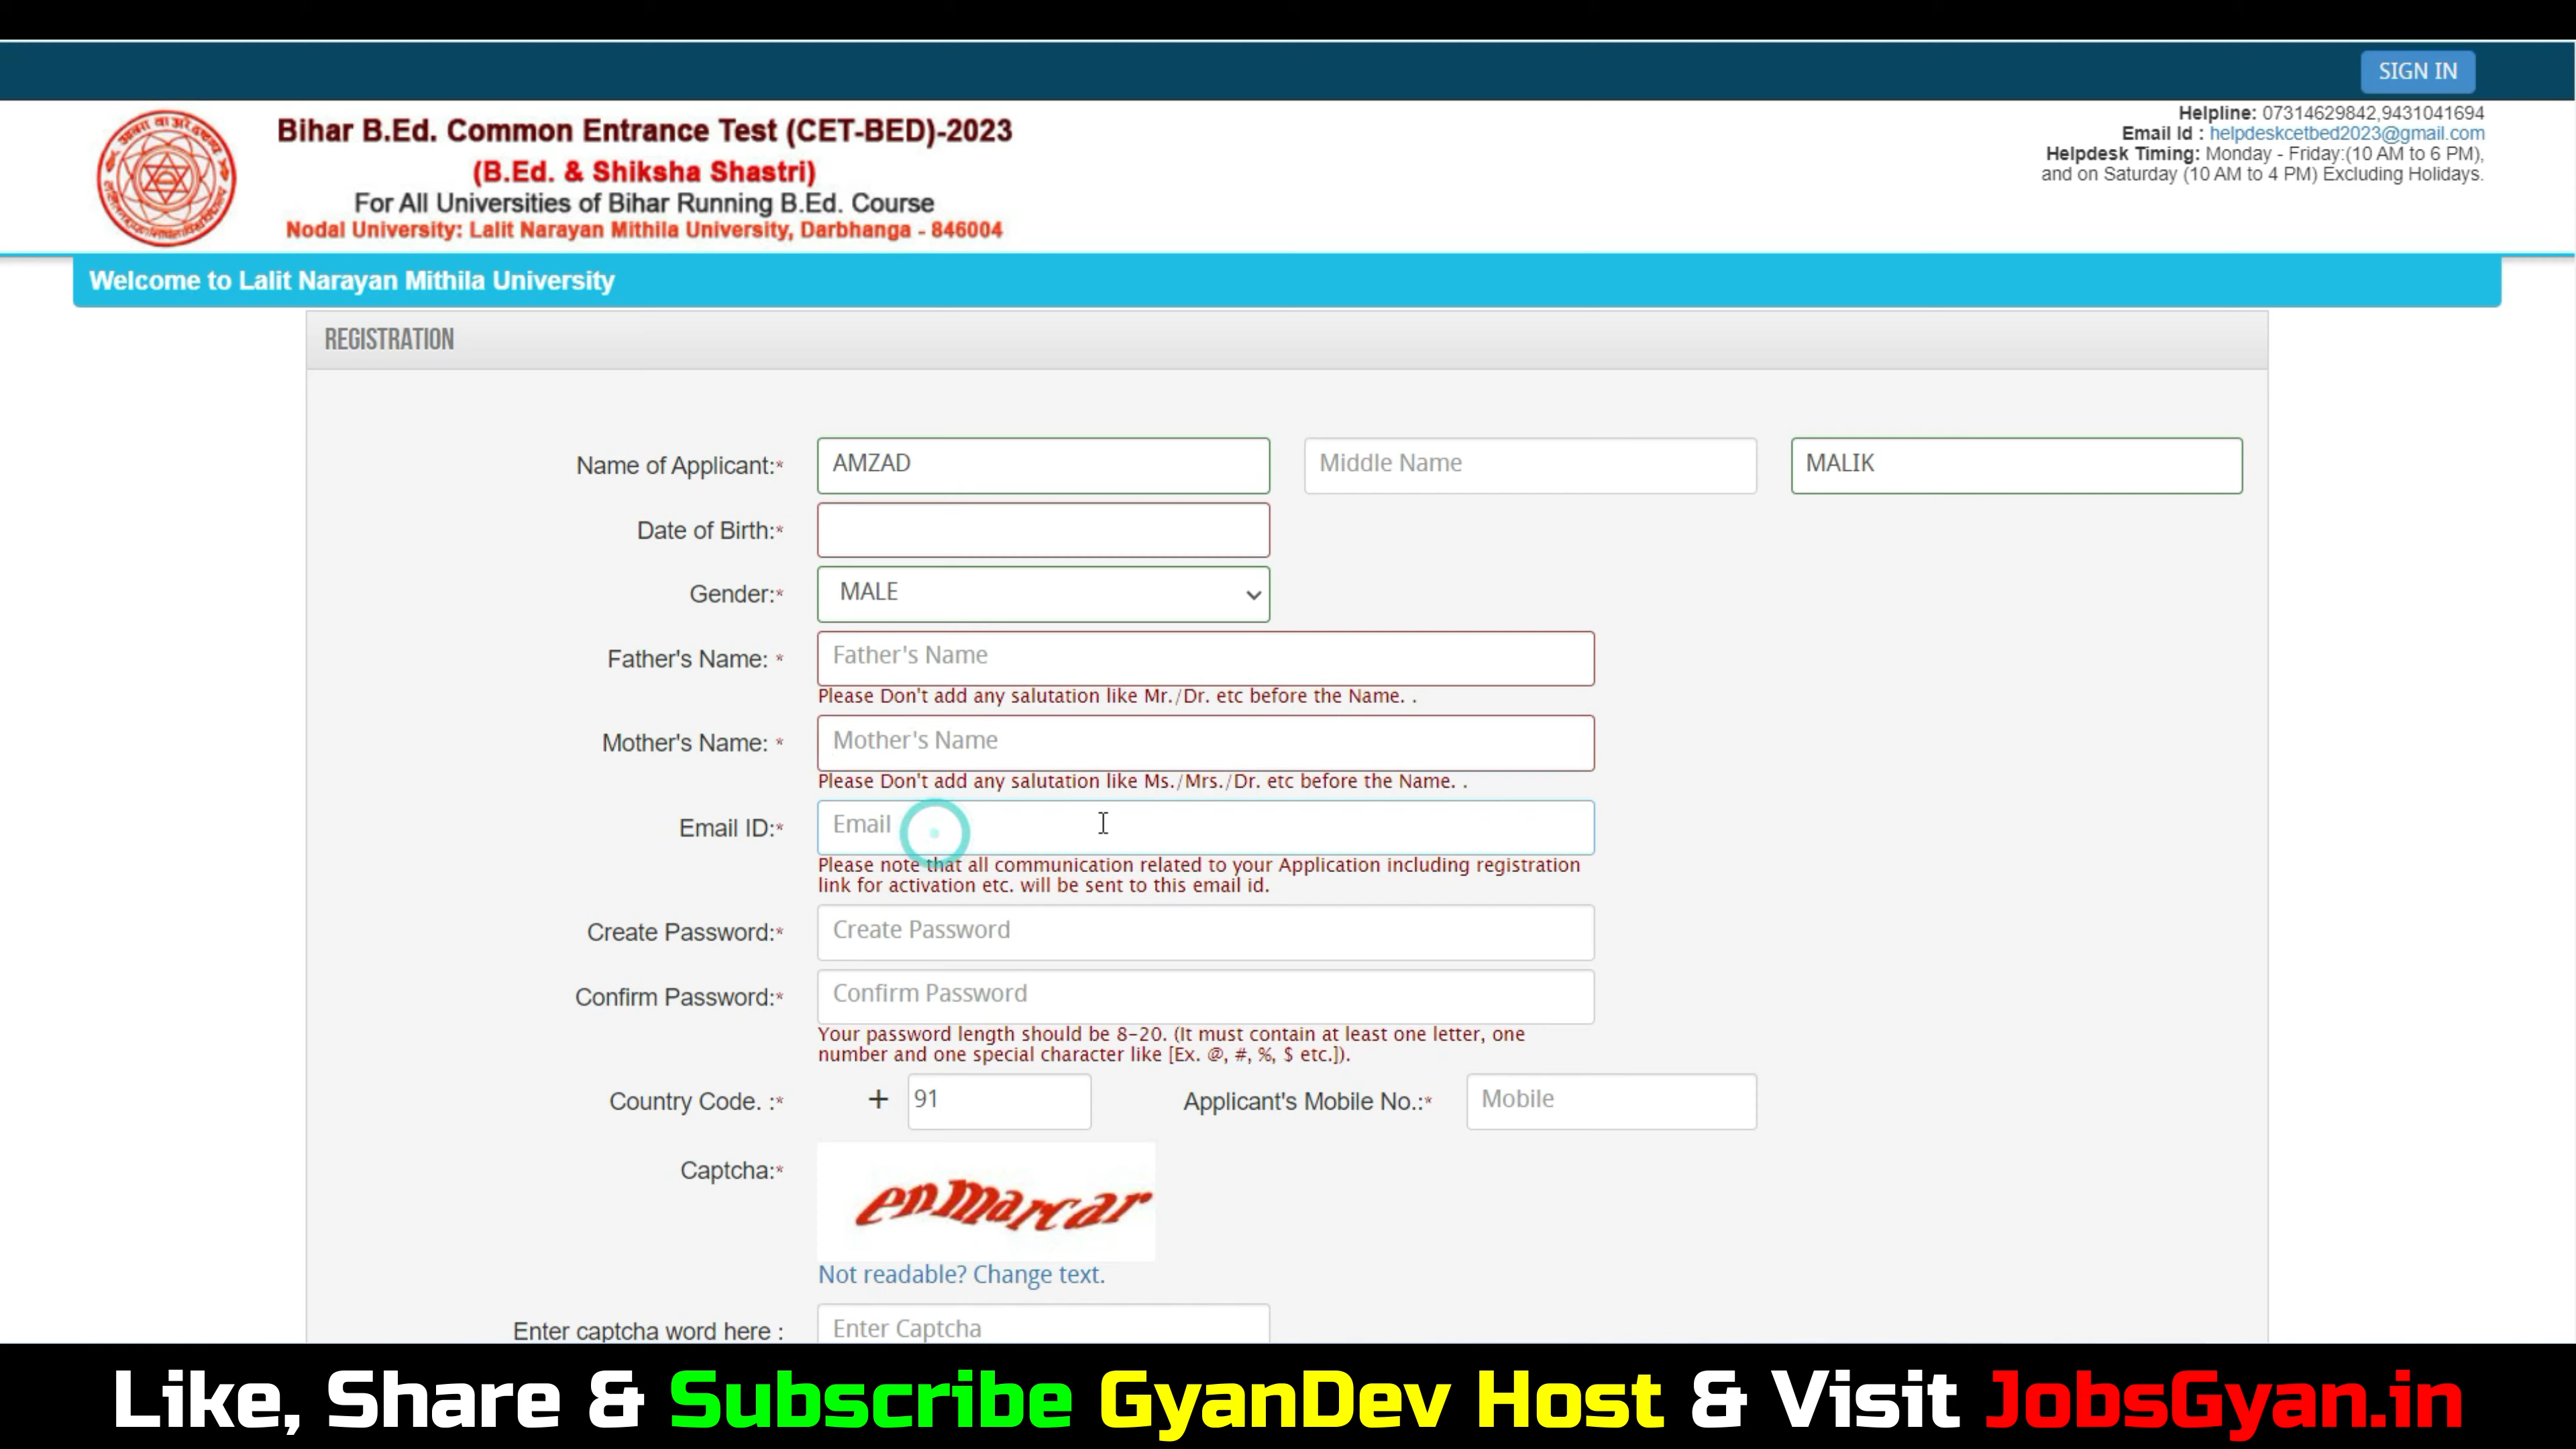 SIGN IN
Bihar B.Ed. Common Entrance Test (CET-BED)-2023
(B.Ed. & Shiksha Shastri)
For All Universities of Bihar Running B.Ed. Course
Nodal University: Lalit Narayan Mithila University, Darbhanga - 846004
Helpline: 07314629842,9431041694
Email Id : helpdeskcetbed2023@gmail.com
Helpdesk Timing: Monday - Friday:(10 AM to 6 PM),
and on Saturday (10 AM to 4 PM) Excluding Holidays.
Welcome to Lalit Narayan Mithila University
REGISTRATION
Name of Applicant:* AMZAD Middle Name MALIK
Date of Birth:*
Gender:* MALE
Father's Name: * Father's Name
Please Don't add any salutation like Mr./Dr. etc before the Name. .
Mother's Name: * Mother's Name
Please Don't add any salutation like Ms./Mrs./Dr. etc before the Name. .
Email ID:* Email
Please note that all communication related to your Application including registration
link for activation etc. will be sent to this email id.
Create Password:* Create Password
Confirm Password:* Confirm Password
Your password length should be 8-20. (It must contain at least one letter, one
number and one special character like [Ex. @, #, %, $ etc.]).
Country Code. :* + 91 Applicant's Mobile No.:* Mobile
Captcha:* enmarcar
Not readable? Change text.
Enter captcha word here : Enter Captcha
Like, Share & Subscribe GyanDev Host & Visit JobsGyan.in